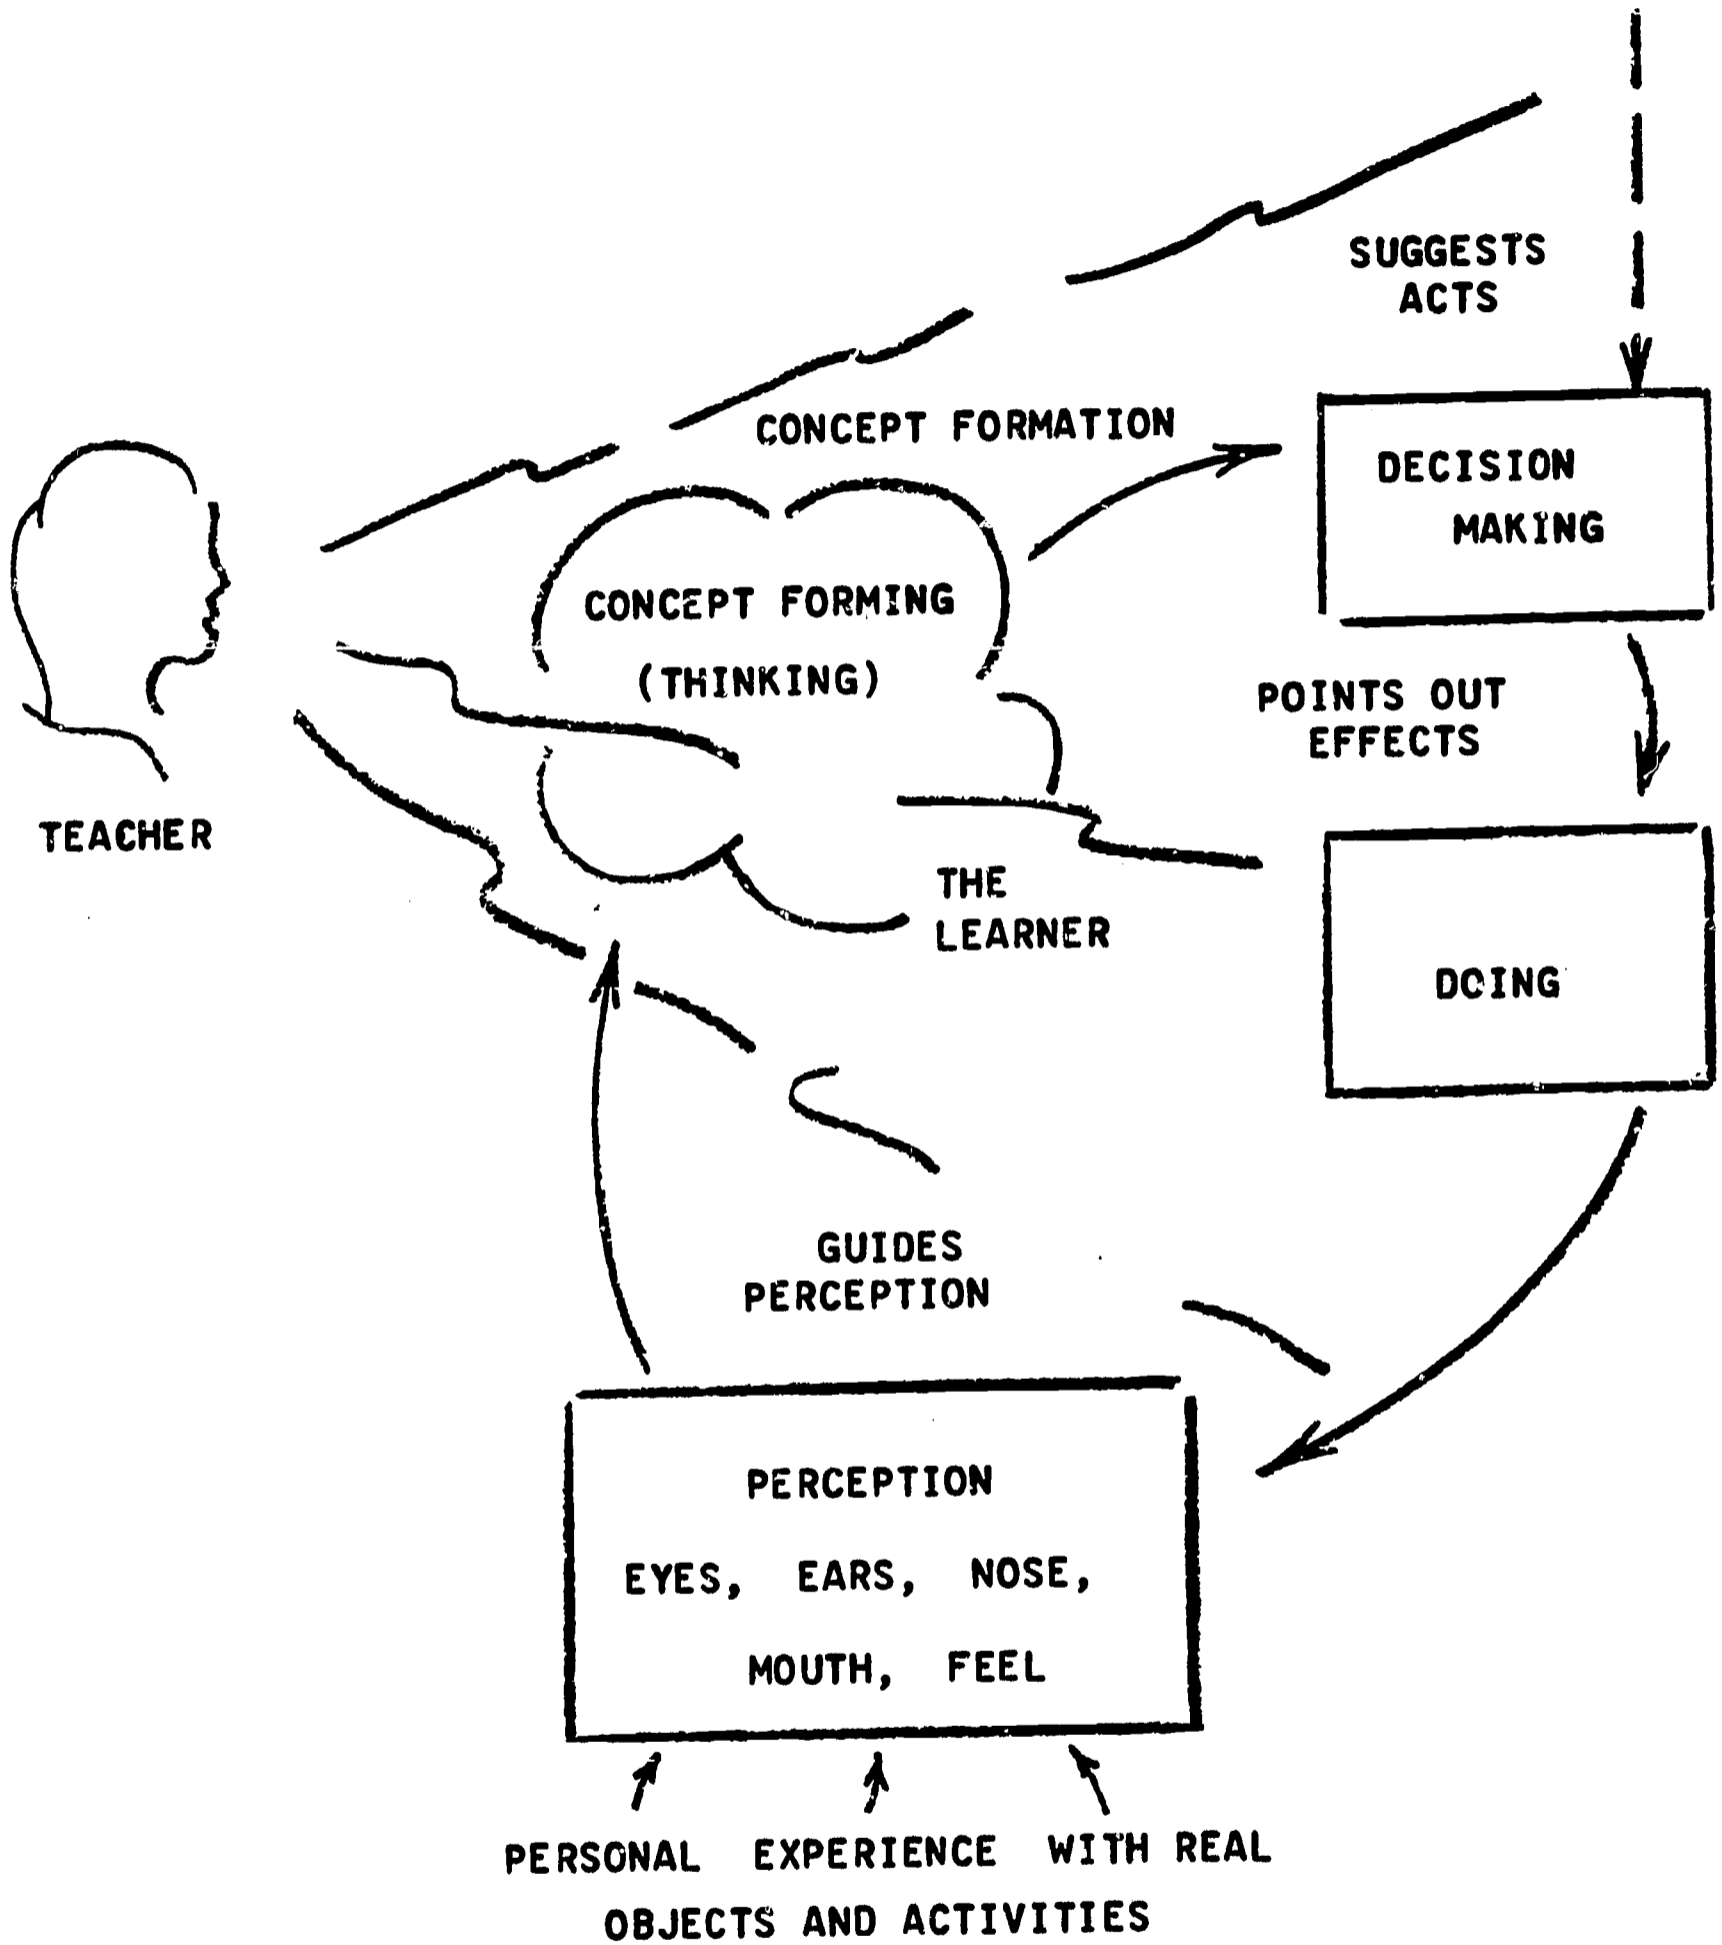 SUGGESTS
ACTS
CONCEPT FORMATION
DECISION
MAKING
CONCEPT FORMING
(THINKING)
POINTS OUT
EFFECTS
TEACHER
THE
LEARNER
DOING
GUIDES
PERCEPTION
PERCEPTION
EYES, EARS, NOSE,
MOUTH, FEEL
PERSONAL EXPERIENCE WITH REAL
OBJECTS AND ACTIVITIES